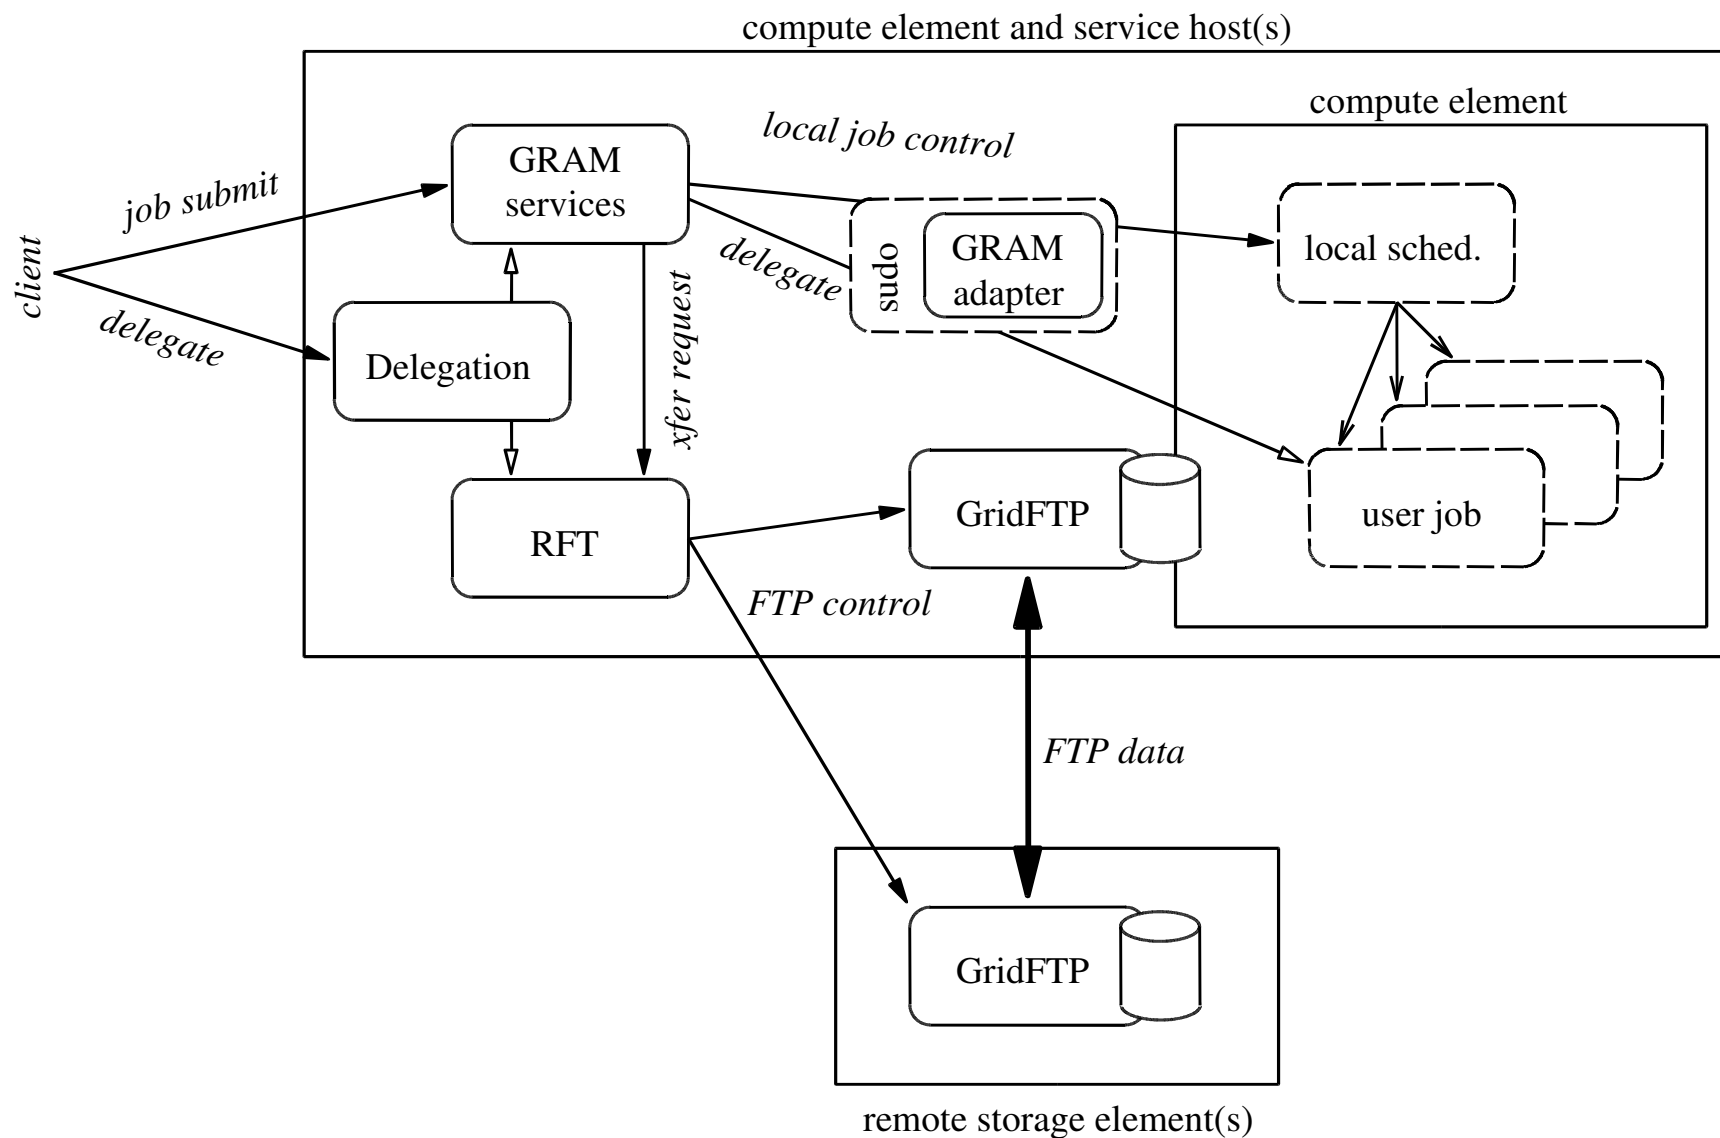 compute element and service host(s)
compute element
local job control
GRAM
services
job submit
client
delegate
delegate
sudo
GRAM
adapter
local sched.
xfer request
Delegation
user job
GridFTP
RFT
FTP control
FTP data
GridFTP
remote storage element(s)